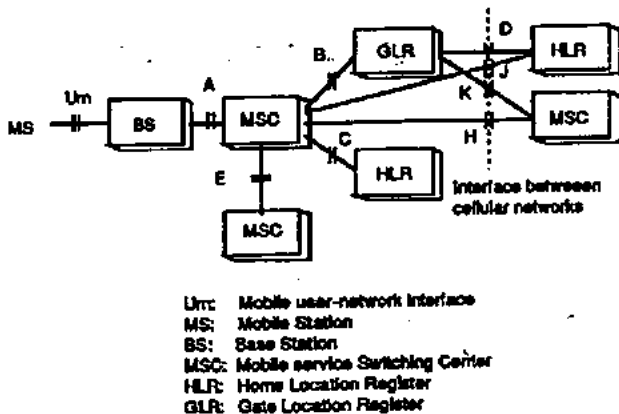 D
B
GLR
HLR
J
A
K
Um
MS
BS
MSC
MSC
C
H
E
HLR
Interface betweeen
cellular networks
MSC
Um: Mobile user-network interface
MS: Mobile Station
BS: Base Station
MSC: Mobile service Switching Center
HLR: Home Location Register
GLR: Gate Location Register